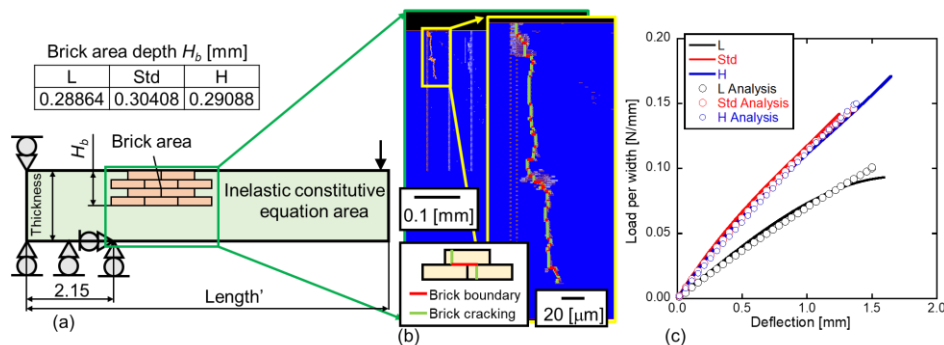 (a)
Brick area depth H_b [mm]
L Std H
0.28864 0.30408 0.29088
H_b
Brick area
Thickness
Inelastic constitutive
equation area
2.15
Length'
(b)
0.1 [mm]
Brick boundary
Brick cracking
20 [μm]
(c)
L
Std
H
L Analysis
Std Analysis
H Analysis
Load per width [N/mm]
0.20
0.15
0.10
0.05
0.00
0.0 0.5 1.0 1.5 2.0
Deflection [mm]